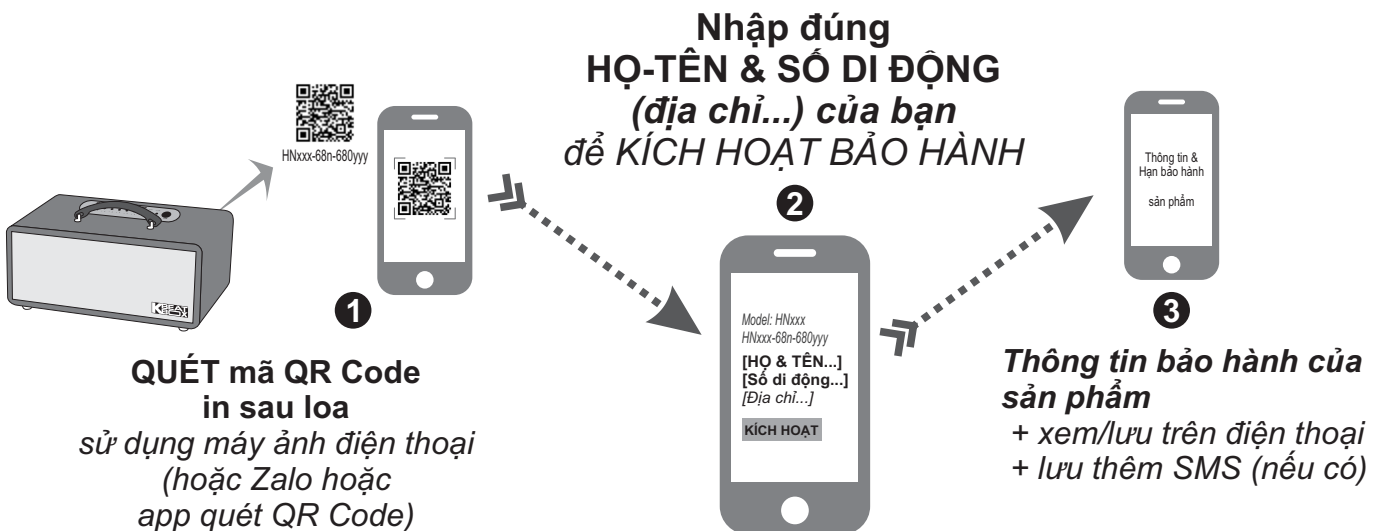 HNxxx-68n-680yyy
1
QUÉT mã QR Code
in sau loa
sử dụng máy ảnh điện thoại
(hoặc Zalo hoặc
app quét QR Code)
Nhập đúng
HỌ-TÊN & SỐ DI ĐỘNG
(địa chỉ...) của bạn
để KÍCH HOẠT BẢO HÀNH
2
Model: HNxxx
HNxxx-68n-680yyy
[HỌ & TÊN...]
[Số di động...]
[Địa chỉ...]
KÍCH HOẠT
Thông tin &
Hạn bảo hành
sản phẩm
3
Thông tin bảo hành của
sản phẩm
+ xem/lưu trên điện thoại
+ lưu thêm SMS (nếu có)